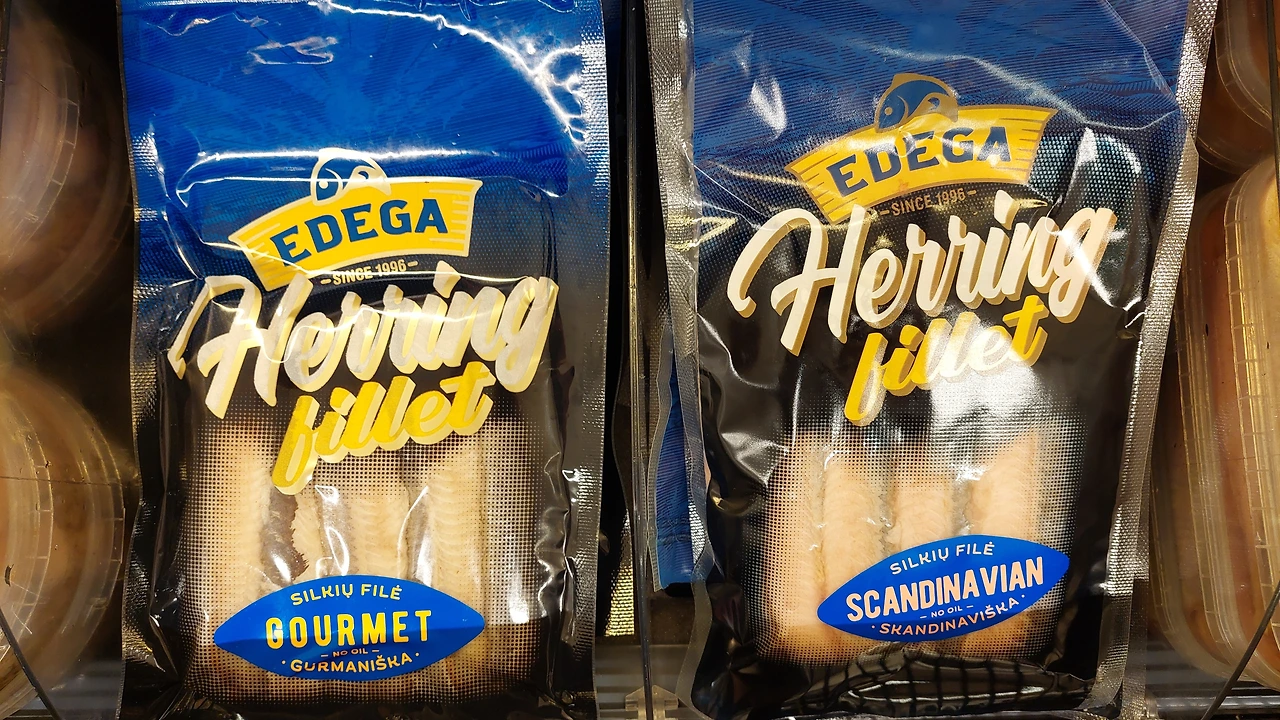 EDEGA
–SINCE 1996–
Herring
fillet
SILKIŲ FILĖ
GOURMET
– NO OIL –
· GURMANIŠKA ·
EDEGA
–SINCE 1996–
Herring
fillet
SILKIŲ FILĖ
SCANDINAVIAN
– NO OIL –
· SKANDINAVIŠKA ·